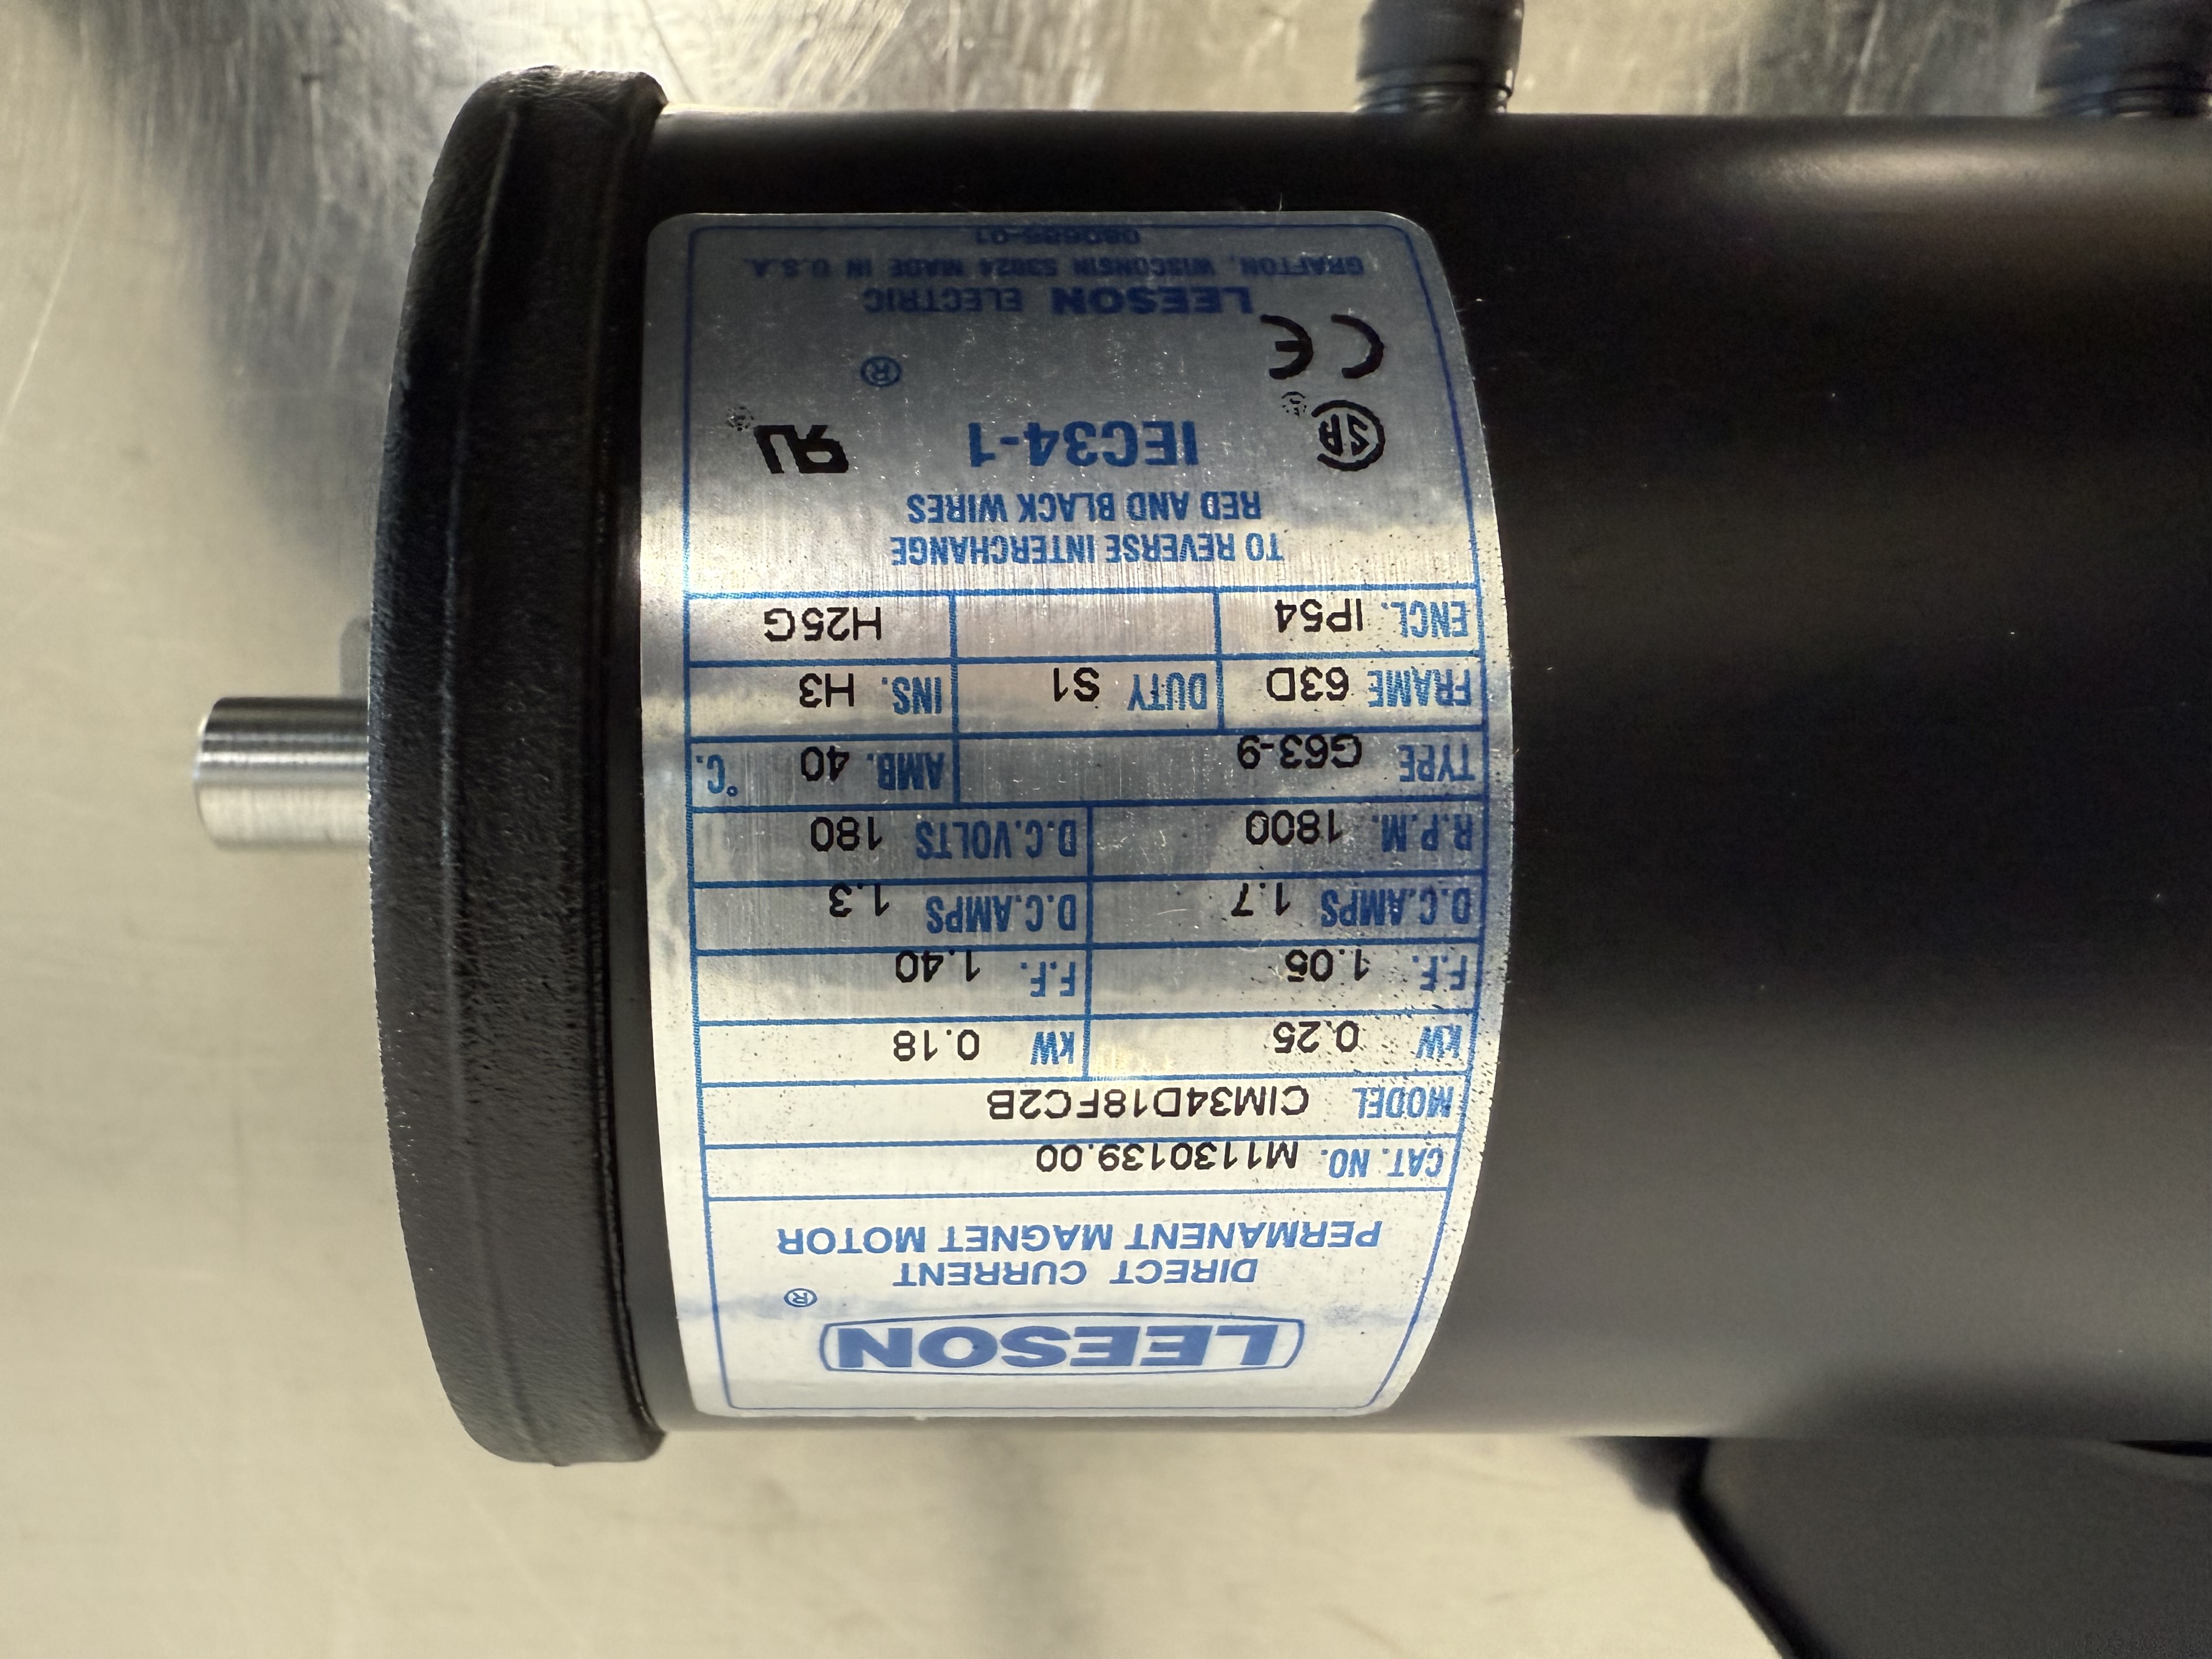 LEESON ®
DIRECT CURRENT
PERMANENT MAGNET MOTOR
CAT. NO. M1130139.00
MODEL CIM34D18FC2B
kW 0.25 kW 0.18
F.F. 1.05 F.F. 1.40
D.C.AMPS 1.7 D.C.AMPS 1.3
R.P.M. 1800 D.C.VOLTS 180
TYPE G63-9 AMB. 40 °C.
FRAME 63D DUTY S1 INS. H3
ENCL. IP54 H25G
TO REVERSE INTERCHANGE
RED AND BLACK WIRES
IEC34-1
®
CE
LEESON ELECTRIC
GRAFTON, WISCONSIN 53024 MADE IN U.S.A.